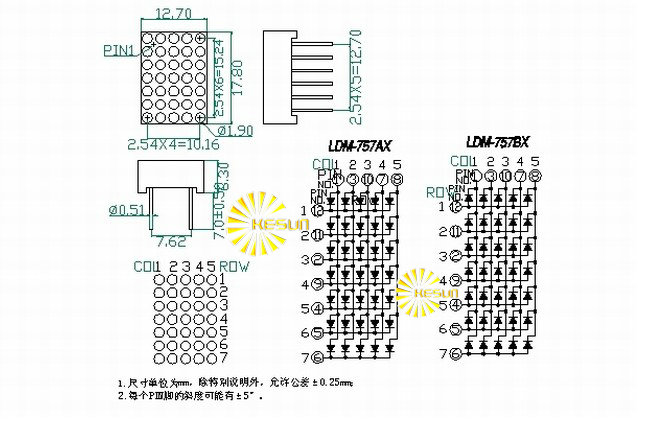 12.70
PIN1
2.54X6=15.24
17.80
2.54X5=12.70
Ø1.90
2.54X4=10.16
6.30
Ø0.51
7.0±0.50
7.62
KESUN
COL 1 2 3 4 5 ROW
1
2
3
4
5
6
7
LDM-757AX
COL 1 2 3 4 5
PIN NO. ① ③ ⑩ ⑦ ⑧
PIN NO.
1 ⑫
2 ⑪
3 ②
4 ⑨
5 ④
6 ⑤
7 ⑥
LDM-757BX
COL 1 2 3 4 5
PIN NO. ① ③ ⑩ ⑦ ⑧
ROW PIN NO.
1 ⑫
2 ⑪
3 ②
4 ⑨
5 ④
6 ⑤
7 ⑥
KESUN
1.尺寸单位为mm,除特别说明外,允许公差±0.25mm;
2.每个PIN脚的斜度可能有±5°。